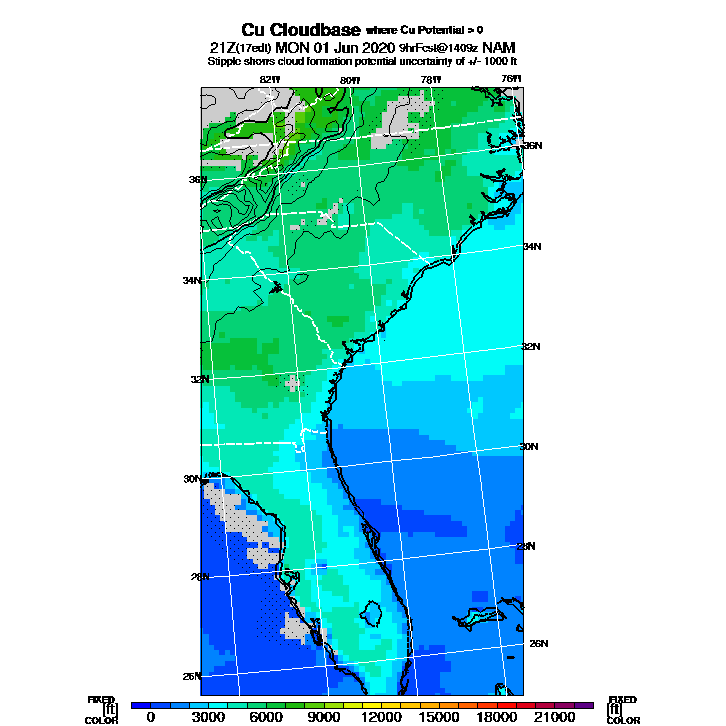 Cu Cloudbase where Cu Potential > 0
21Z(17edt) MON 01 Jun 2020 9hrFcst@1409z NAM
Stipple shows cloud formation potential uncertainty of +/- 1000 ft
82W 80W 78W 76W
36N
36N
34N
34N
32N
32N
30N
30N
28N
28N
26N
26N
FIXED FIXED
[ft] [ft]
COLOR 0 3000 6000 9000 12000 15000 18000 21000 COLOR